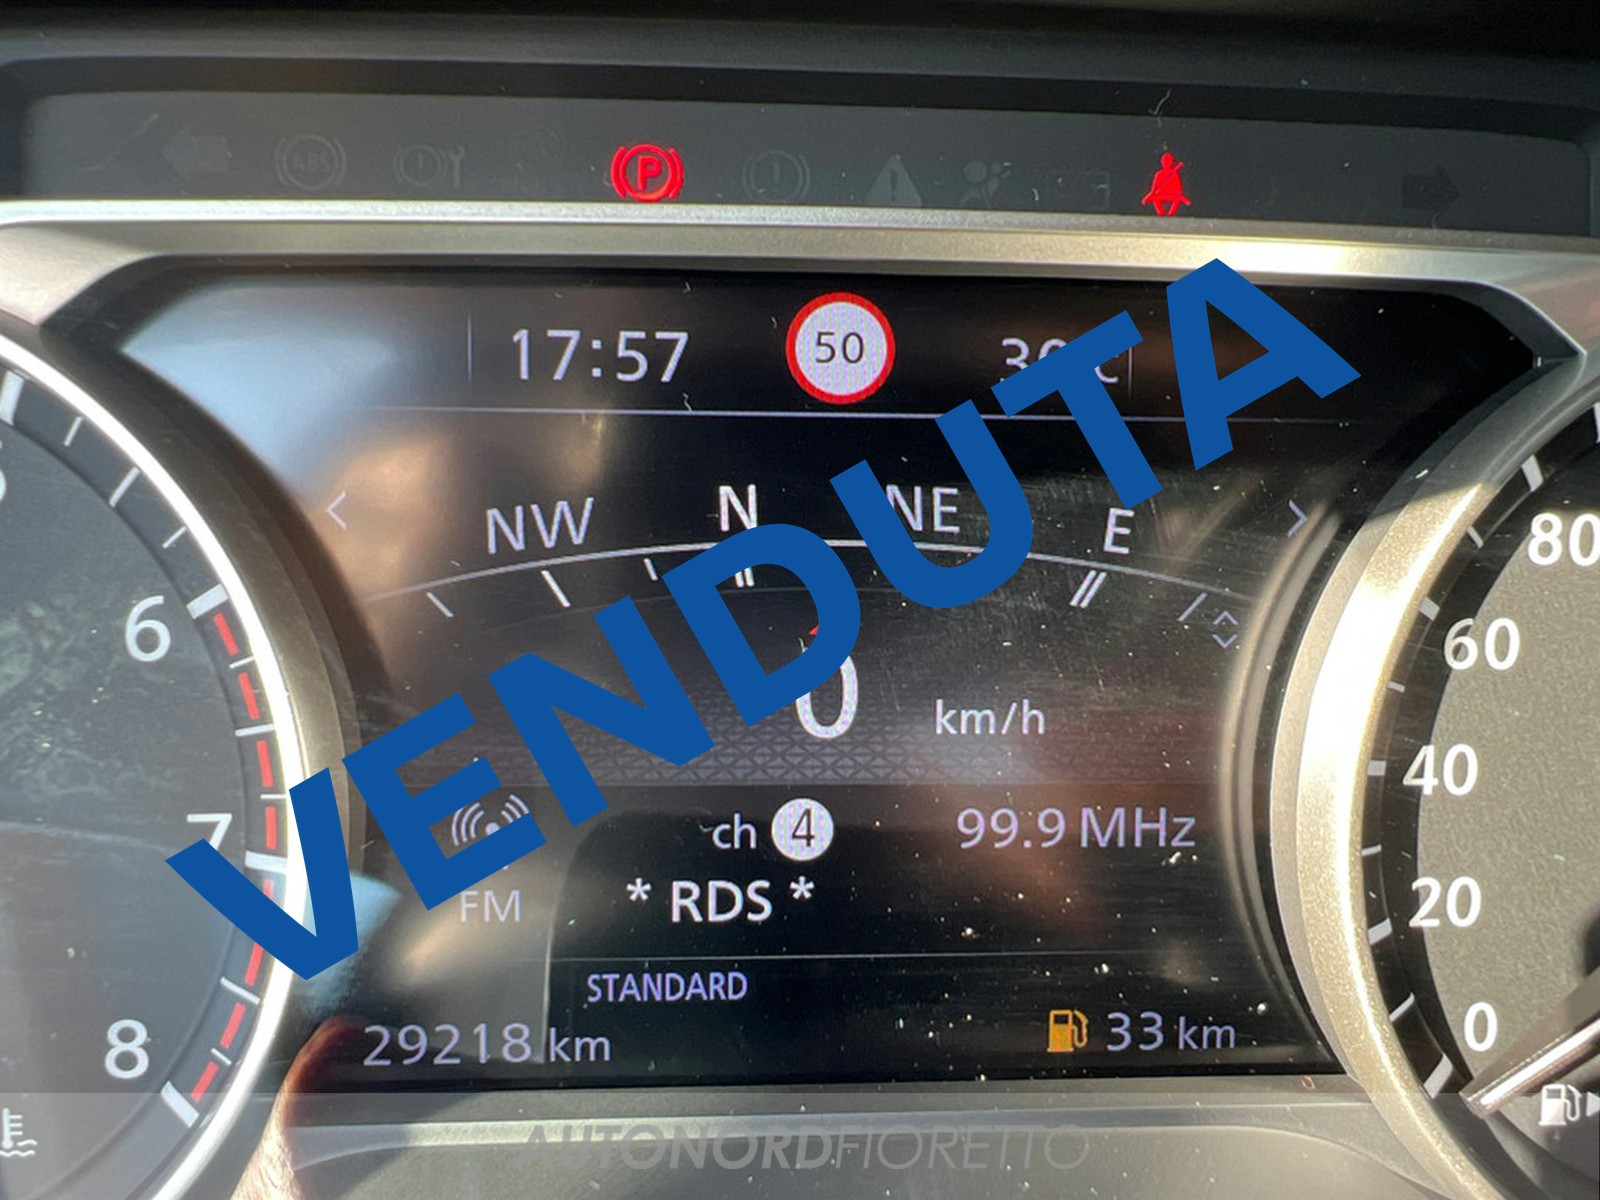 ABS
P
17:57
50
NW N NE E
0 km/h
ch 4 99.9 MHz
FM * RDS *
STANDARD
29218 km
33 km
6
7
8
80
60
40
20
0
VENDUTA
AUTONORDFIORETTO